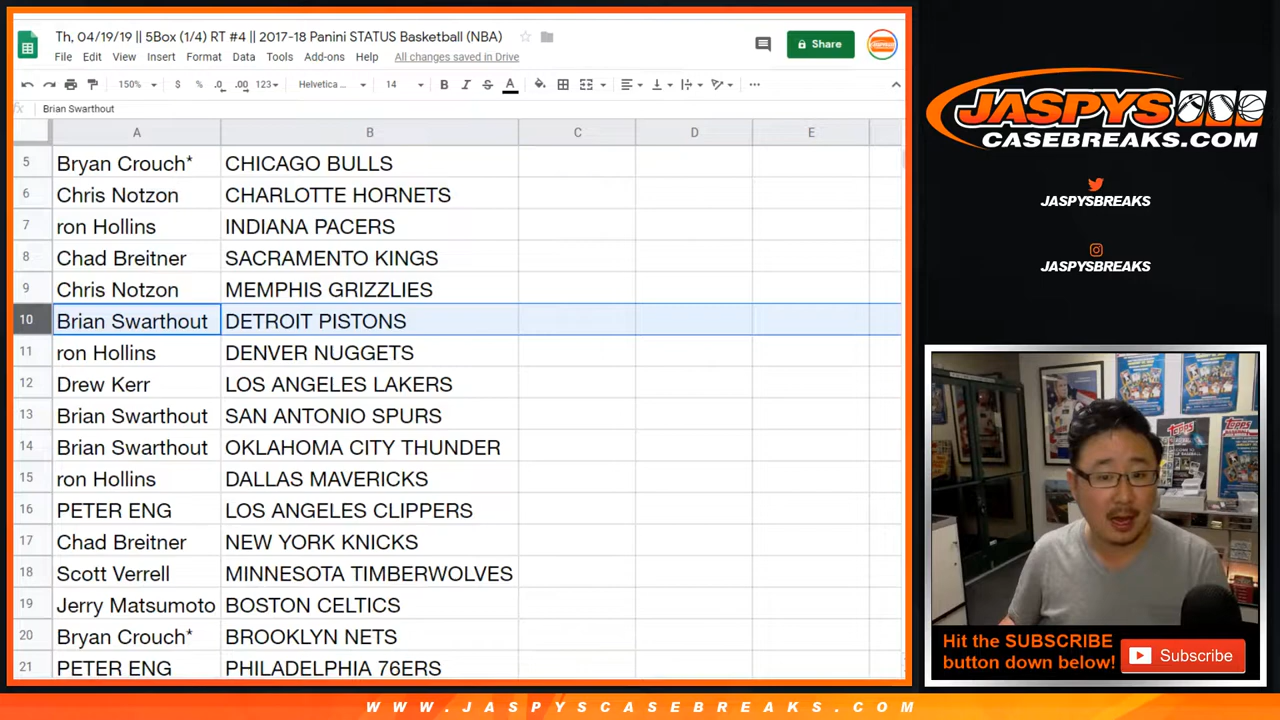 Th, 04/19/19 || 5Box (1/4) RT #4 || 2017-18 Panini STATUS Basketball (NBA)
File Edit View Insert Format Data Tools Add-ons Help All changes saved in Drive
Share
150% $ % .0 .00 123 Helvetica... 14 B I S A
Brian Swarthout
A B C D E
5 Bryan Crouch* CHICAGO BULLS
6 Chris Notzon CHARLOTTE HORNETS
7 ron Hollins INDIANA PACERS
8 Chad Breitner SACRAMENTO KINGS
9 Chris Notzon MEMPHIS GRIZZLIES
10 Brian Swarthout DETROIT PISTONS
11 ron Hollins DENVER NUGGETS
12 Drew Kerr LOS ANGELES LAKERS
13 Brian Swarthout SAN ANTONIO SPURS
14 Brian Swarthout OKLAHOMA CITY THUNDER
15 ron Hollins DALLAS MAVERICKS
16 PETER ENG LOS ANGELES CLIPPERS
17 Chad Breitner NEW YORK KNICKS
18 Scott Verrell MINNESOTA TIMBERWOLVES
19 Jerry Matsumoto BOSTON CELTICS
20 Bryan Crouch* BROOKLYN NETS
21 PETER ENG PHILADELPHIA 76ERS
JASPYS
CASEBREAKS.COM
JASPYSBREAKS
JASPYSBREAKS
Topps
Topps
Hit the SUBSCRIBE
button down below!
Subscribe
WWW.JASPYSCASEBREAKS.COM